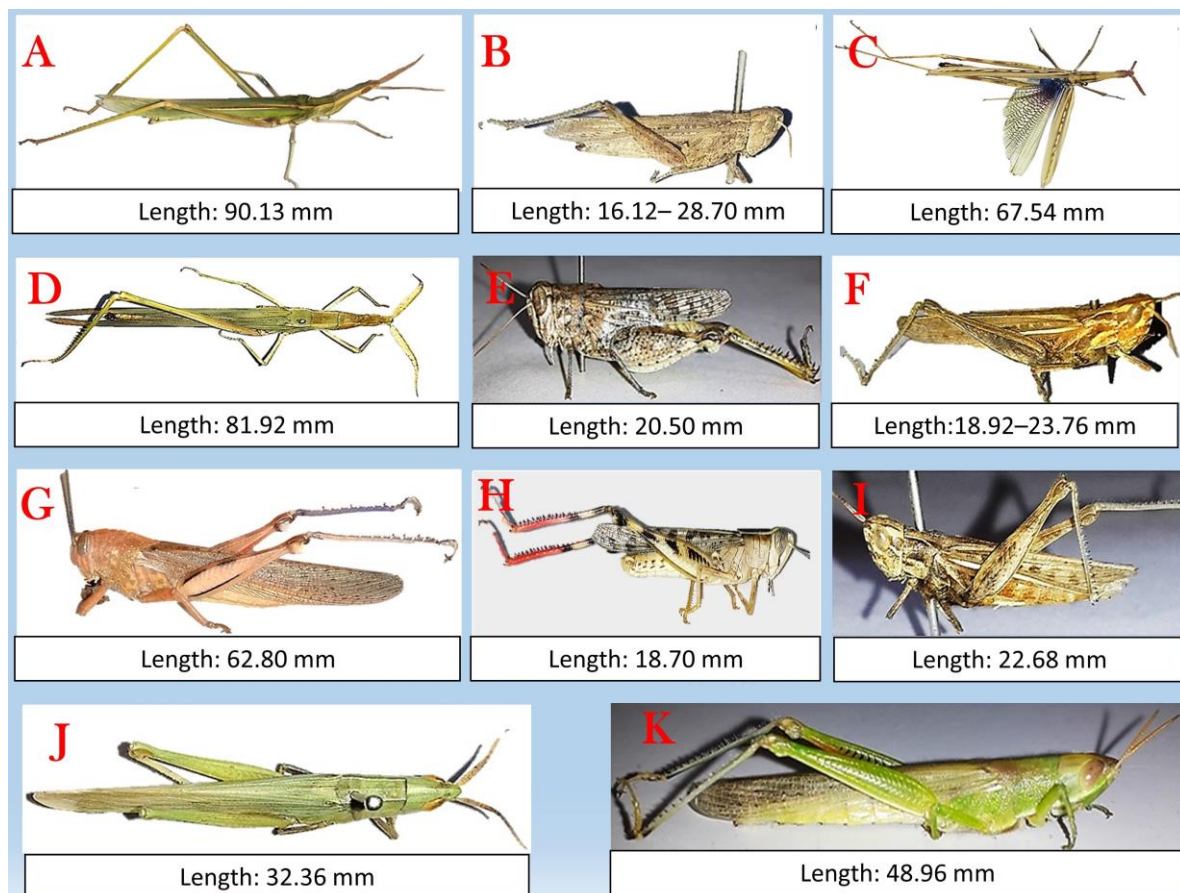 A
B
C
Length: 90.13 mm
Length: 16.12– 28.70 mm
Length: 67.54 mm
D
E
F
Length: 81.92 mm
Length: 20.50 mm
Length:18.92–23.76 mm
G
H
I
Length: 62.80 mm
Length: 18.70 mm
Length: 22.68 mm
J
K
Length: 32.36 mm
Length: 48.96 mm